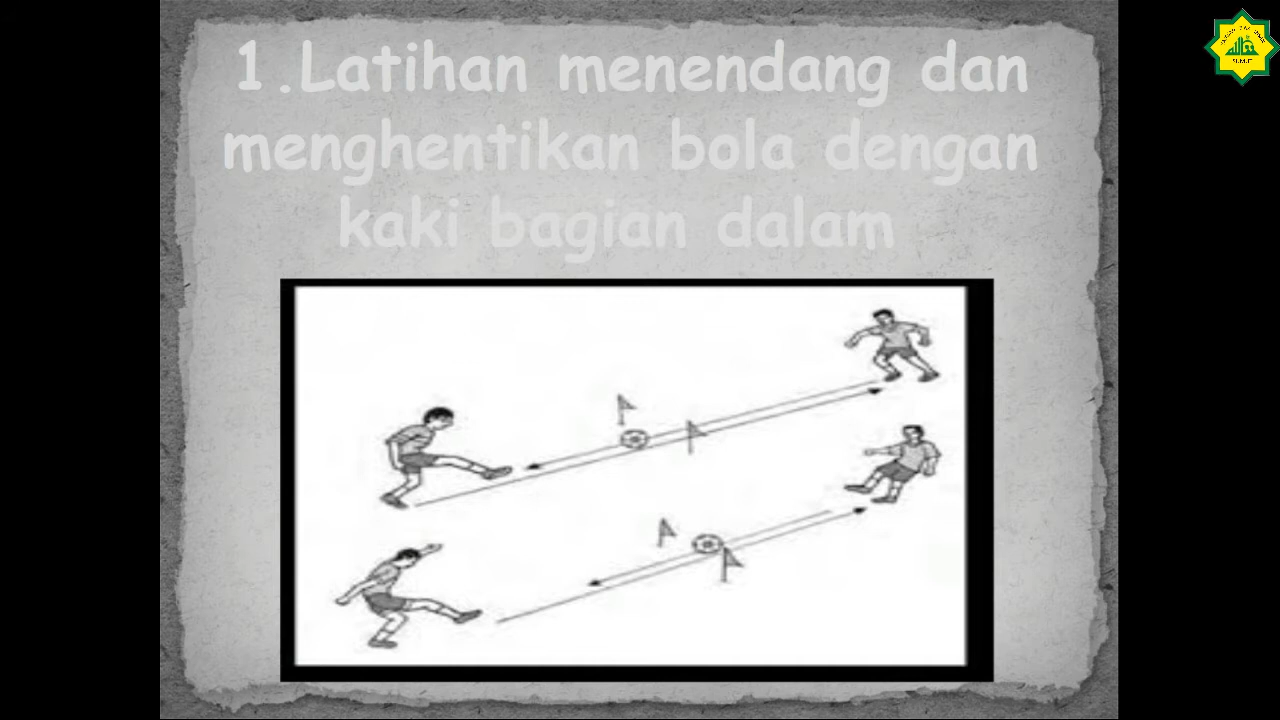 1.Latihan menendang dan
menghentikan bola dengan
kaki bagian dalam